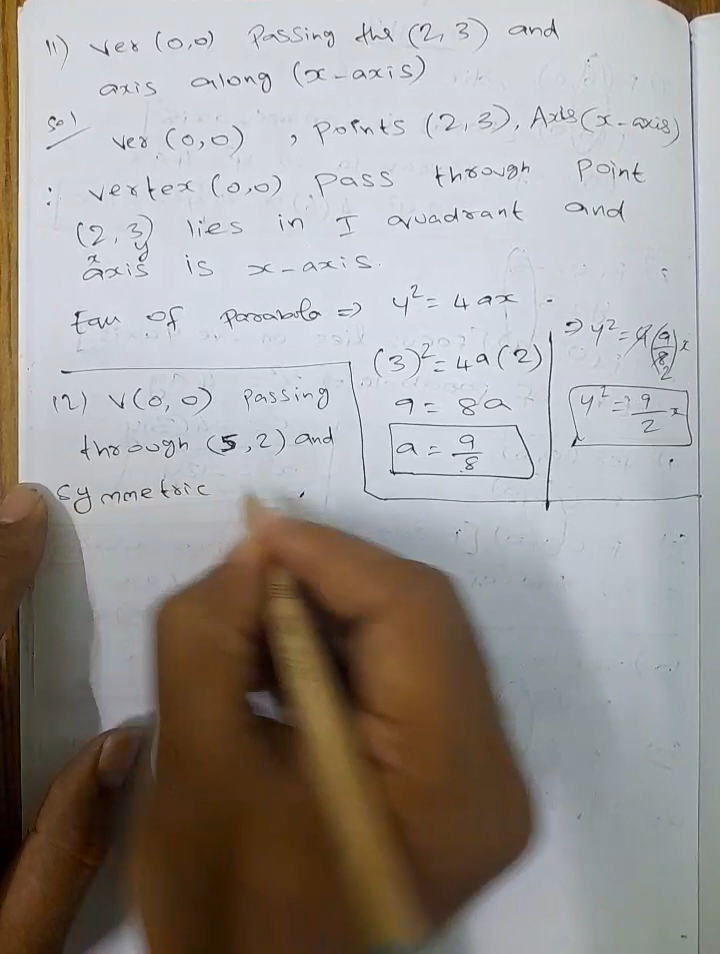 11) ver (0,0) Passing the (2,3) and
axis along (x-axis)
Sol
ver (0,0) , Points (2,3), Axis (x-axis)
: vertex (0,0) pass through Point
(2,3) lies in I quadrant and
x y
axis is x-axis.
Equ of Parabola => y² = 4ax
(3)² = 4a(2)
9 = 8a
a = 9/8
=> y² = 4(9/8)x
2
y² = 9/2 x
12) V(0,0) passing
through (5,2) and
symmetric